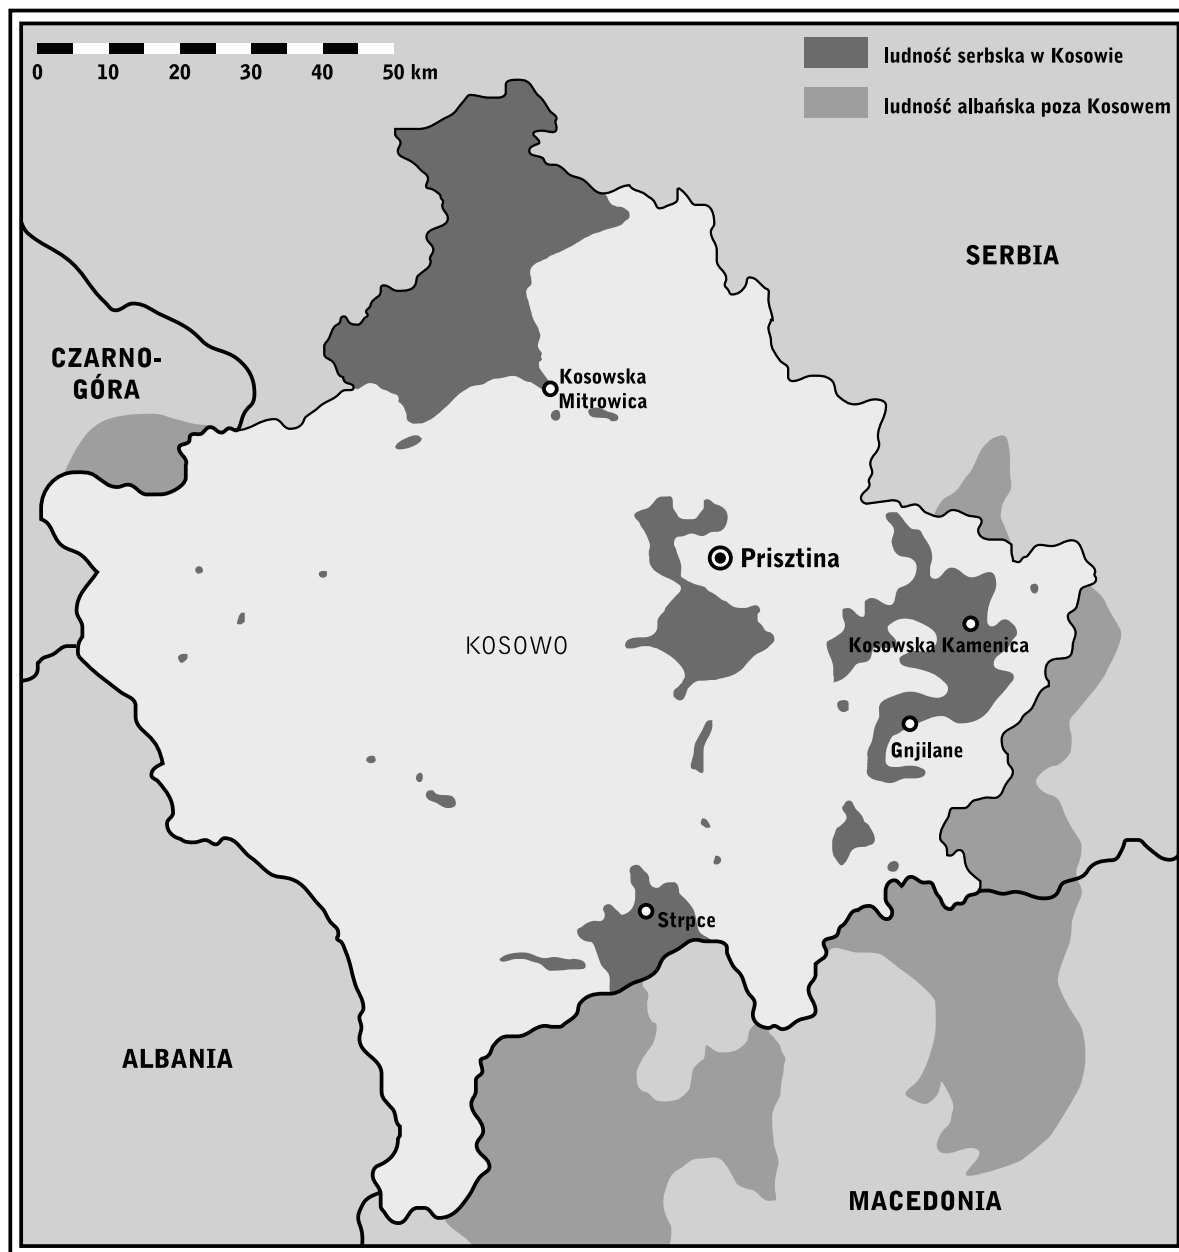 0 10 20 30 40 50 km
ludność serbska w Kosowie
ludność albańska poza Kosowem
SERBIA
CZARNO-
GÓRA
Kosowska
Mitrowica
Prisztina
KOSOWO
Kosowska Kamenica
Gnjilane
Strpce
ALBANIA
MACEDONIA